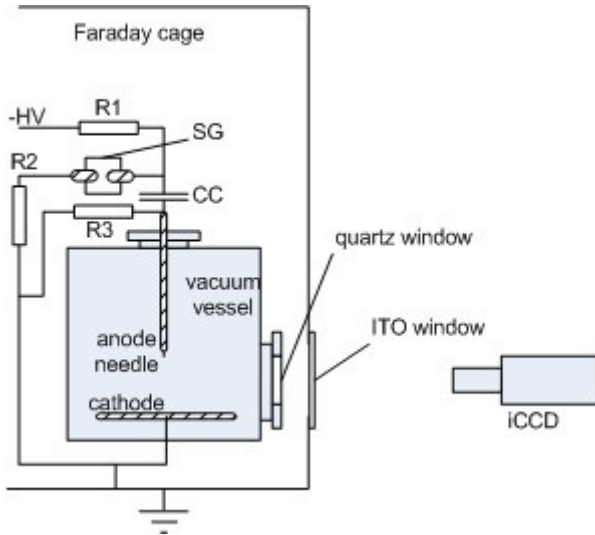 Faraday cage
R1
-HV
SG
R2
CC
R3
quartz window
vacuum
vessel
ITO window
anode
needle
cathode
iCCD